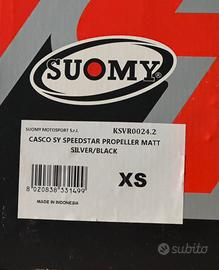 SUOMY
SUOMY MOTORSPORT S.r.l.
KSVR0024.2
CASCO SY SPEEDSTAR PROPELLER MATT
SILVER/BLACK
8 020838 331499
MADE IN INDONESIA
XS
subito